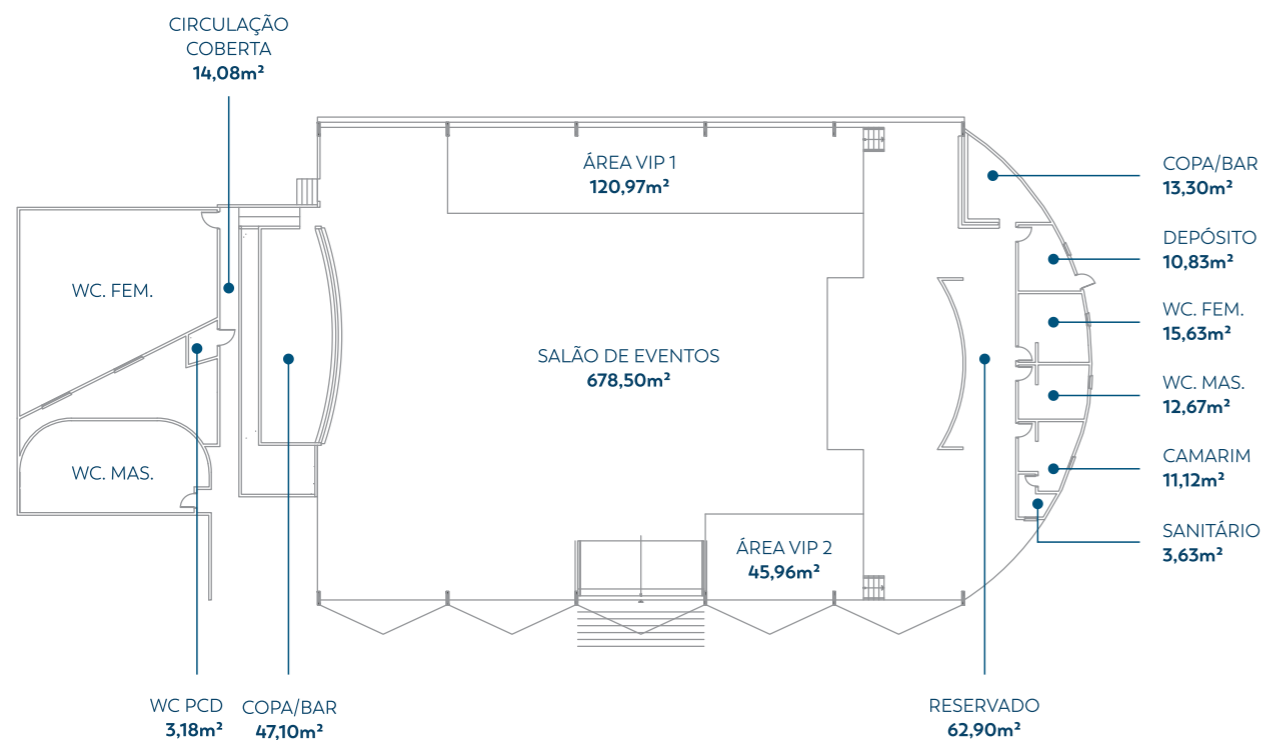 CIRCULAÇÃO
COBERTA
14,08m²
ÁREA VIP 1
120,97m²
COPA/BAR
13,30m²
DEPÓSITO
10,83m²
WC. FEM.
WC. FEM.
15,63m²
SALÃO DE EVENTOS
678,50m²
WC. MAS.
12,67m²
CAMARIM
11,12m²
WC. MAS.
SANITÁRIO
3,63m²
ÁREA VIP 2
45,96m²
WC PCD
3,18m²
COPA/BAR
47,10m²
RESERVADO
62,90m²